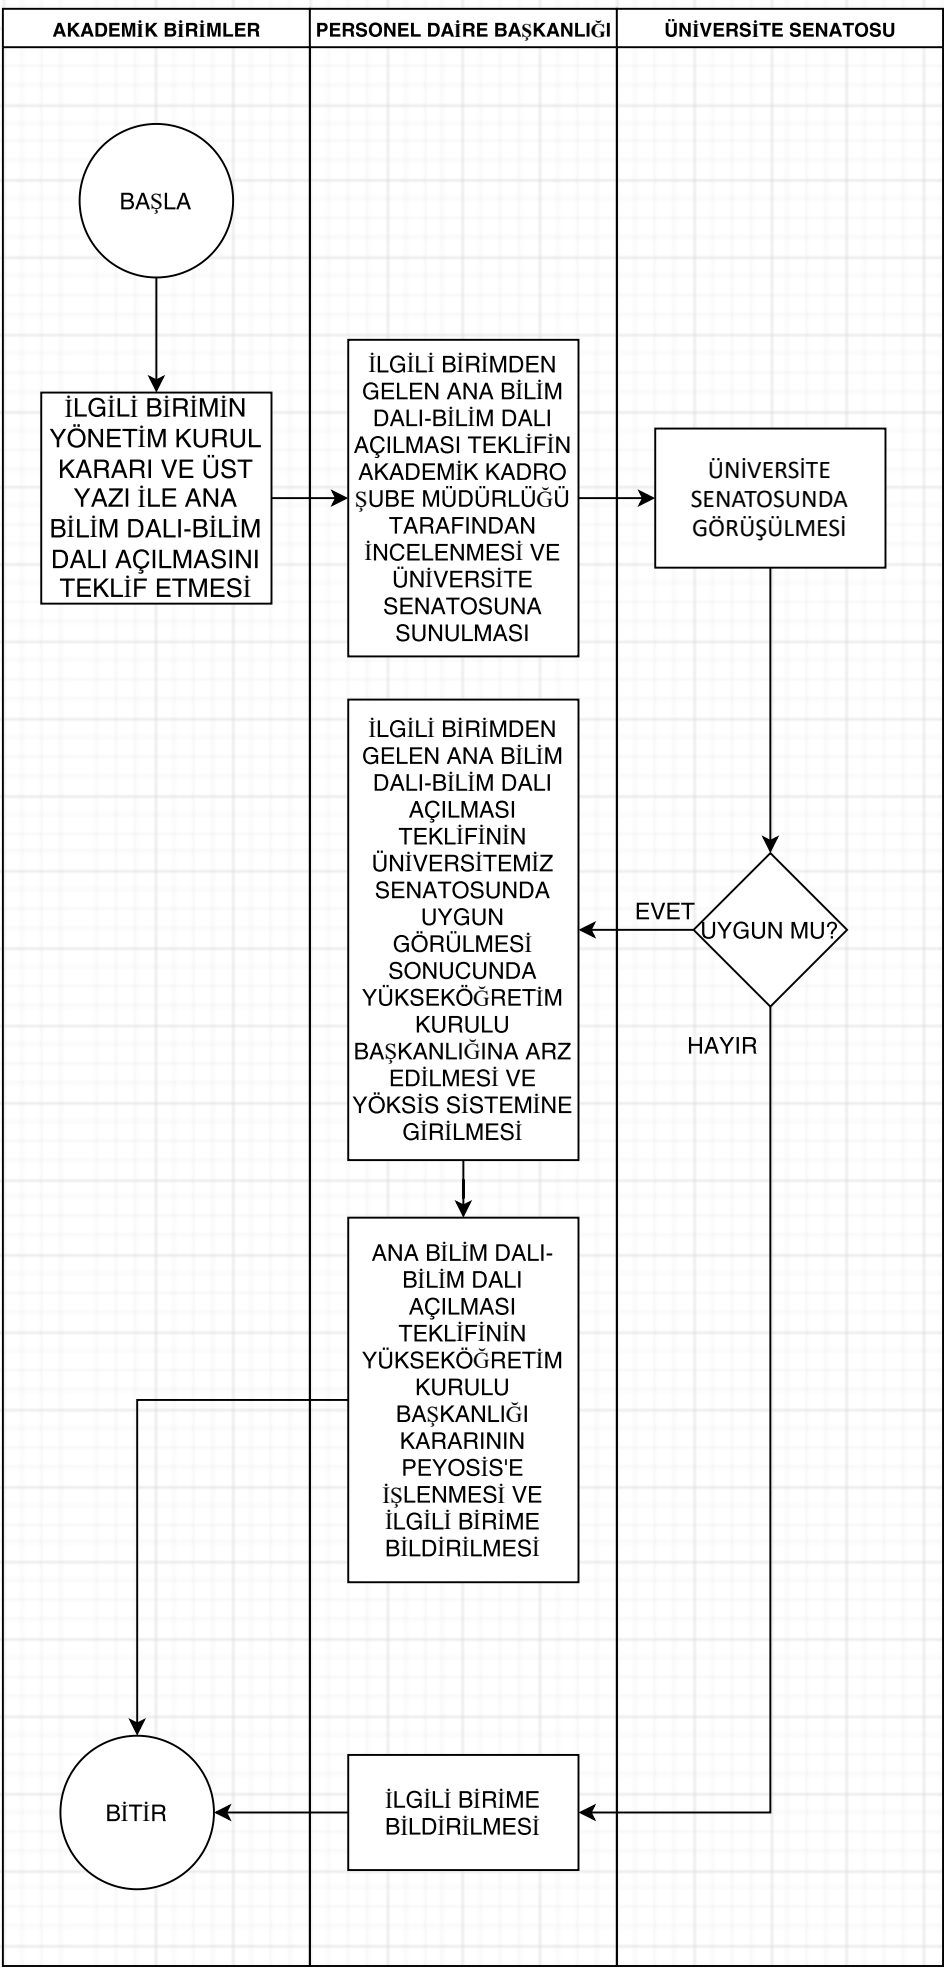 AKADEMİK BİRİMLER
PERSONEL DAİRE BAŞKANLIĞI
ÜNİVERSİTE SENATOSU
BAŞLA
İLGİLİ BİRİMİN
YÖNETİM KURUL
KARARI VE ÜST
YAZI İLE ANA
BİLİM DALI-BİLİM
DALI AÇILMASINI
TEKLİF ETMESİ
İLGİLİ BİRİMDEN
GELEN ANA BİLİM
DALI-BİLİM DALI
AÇILMASI TEKLİFİN
AKADEMİK KADRO
ŞUBE MÜDÜRLÜĞÜ
TARAFINDAN
İNCELENMESİ VE
ÜNİVERSİTE
SENATOSUNA
SUNULMASI
ÜNİVERSİTE
SENATOSUNDA
GÖRÜŞÜLMESİ
UYGUN MU?
EVET
HAYIR
İLGİLİ BİRİMDEN
GELEN ANA BİLİM
DALI-BİLİM DALI
AÇILMASI
TEKLİFİNİN
ÜNİVERSİTEMİZ
SENATOSUNDA
UYGUN
GÖRÜLMESİ
SONUCUNDA
YÜKSEKÖĞRETİM
KURULU
BAŞKANLIĞINA ARZ
EDİLMESİ VE
YÖKSİS SİSTEMİNE
GİRİLMESİ
ANA BİLİM DALI-
BİLİM DALI
AÇILMASI
TEKLİFİNİN
YÜKSEKÖĞRETİM
KURULU
BAŞKANLIĞI
KARARININ
PEYOSİS'E
İŞLENMESİ VE
İLGİLİ BİRİME
BİLDİRİLMESİ
İLGİLİ BİRİME
BİLDİRİLMESİ
BİTİR